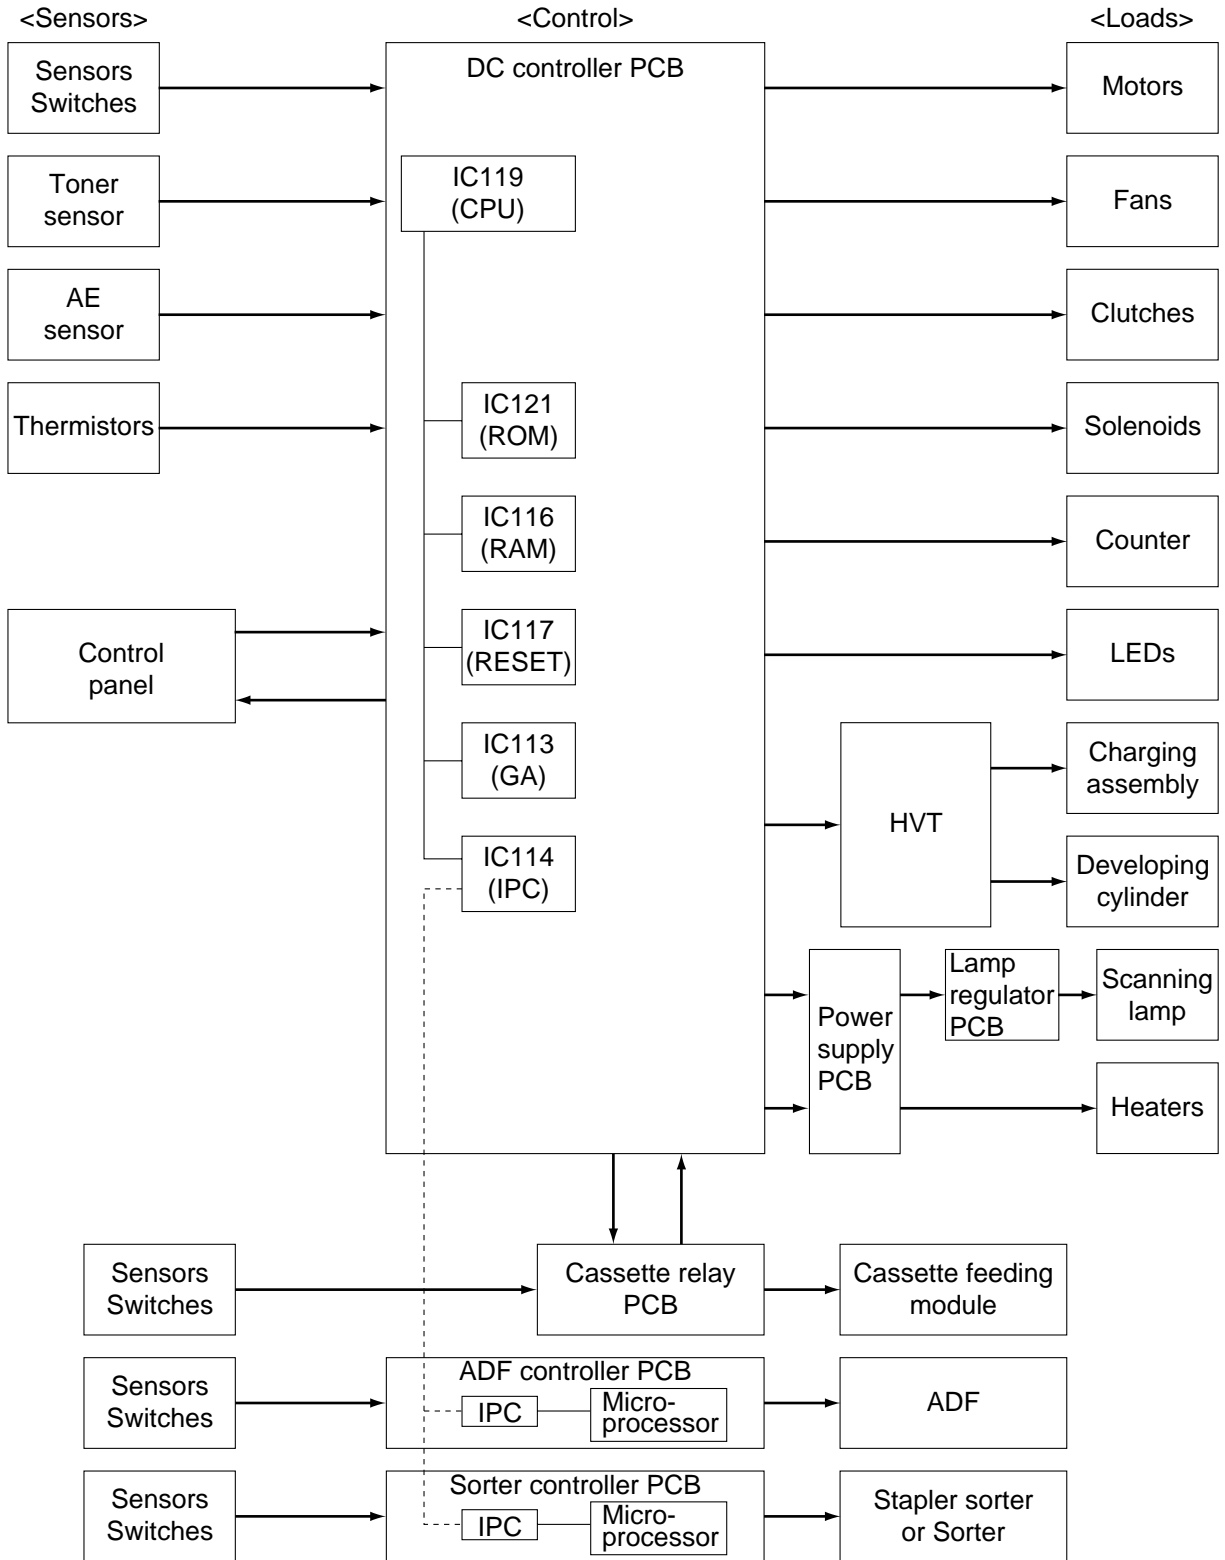 <Sensors>
<Control>
<Loads>
Sensors
Switches
DC controller PCB
Motors
Toner
sensor
IC119
(CPU)
Fans
AE
sensor
Clutches
Thermistors
IC121
(ROM)
Solenoids
IC116
(RAM)
Counter
Control
panel
IC117
(RESET)
LEDs
IC113
(GA)
HVT
Charging
assembly
IC114
(IPC)
Developing
cylinder
Power
supply
PCB
Lamp
regulator
PCB
Scanning
lamp
Heaters
Sensors
Switches
Cassette relay
PCB
Cassette feeding
module
Sensors
Switches
ADF controller PCB
IPC
Micro-
processor
ADF
Sensors
Switches
Sorter controller PCB
IPC
Micro-
processor
Stapler sorter
or Sorter